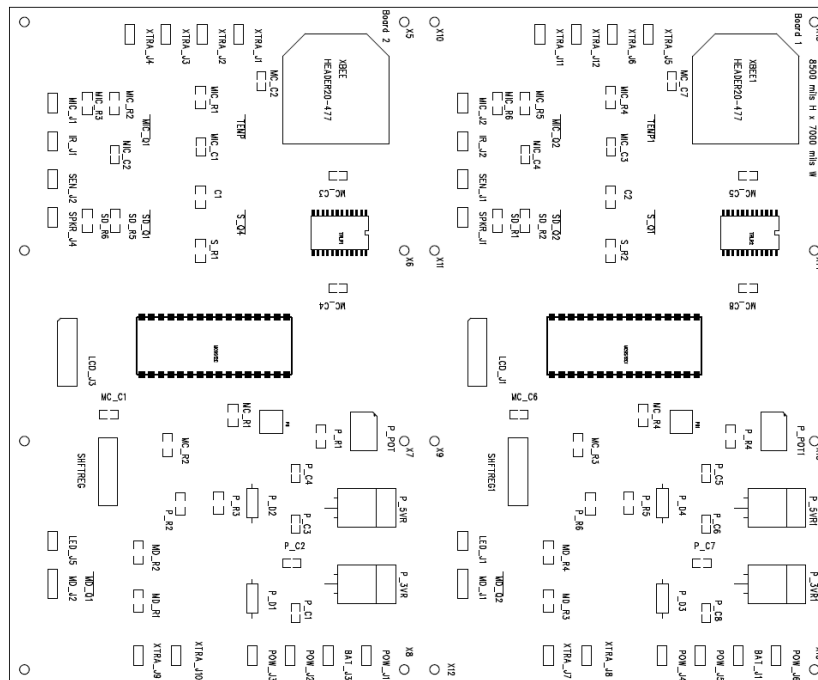 XTRA_J4
XTRA_J3
XTRA_J2
XTRA_J1
Board 2
X5
X10
XTRA_J11
XTRA_J12
XTRA_J6
XTRA_J5
Board 1
8500 mils H x 7000 mils W
MC_C2
XBEE
HEADER20-477
MC_C7
XBEE1
HEADER20-477
MIC_J1
MIC_R3
MIC_R2
MIC_Q1
MIC_R1
TEMP
MIC_J2
MIC_R6
MIC_R5
MIC_Q2
MIC_R4
TEMP1
IR_J1
MIC_C2
MIC_C1
IR_J2
MIC_C4
MIC_C3
SEN_J2
C1
MC_C3
SEN_J1
C2
MC_C5
SPKR_J4
SD_R6
SD_R5
SD_Q1
S_Q4
S_R1
SPKR_J1
SD_R1
SD_R2
SD_Q2
S_Q1
S_R2
X6
X11
MC_C4
MC_C8
LCD_J3
LCD_J1
MC_C1
MC_R1
MC_C6
MC_R4
MC_R2
P_R1
P_POT
X7
X9
MC_R3
P_R4
P_POT1
SHFTREG
SHFTREG1
P_C4
P_C5
P_R2
P_R3
P_D2
P_C3
P_5VR
P_R6
P_R5
P_D4
P_C6
P_5VR1
LED_J5
MD_R2
P_C2
LED_J1
MD_R4
P_C7
MD_J2
MD_Q1
MD_R1
P_D1
P_C1
P_3VR
MD_J1
MD_Q2
MD_R3
P_D3
P_C8
P_3VR1
XTRA_J9
XTRA_J10
POW_J3
POW_J2
BAT_J3
POW_J1
X8
X12
XTRA_J7
XTRA_J8
POW_J4
POW_J5
BAT_J1
POW_J6